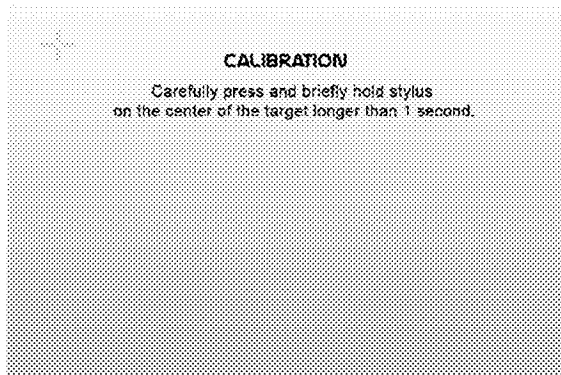 CALIBRATION
Carefully press and briefly hold stylus
on the center of the target longer than 1 second.